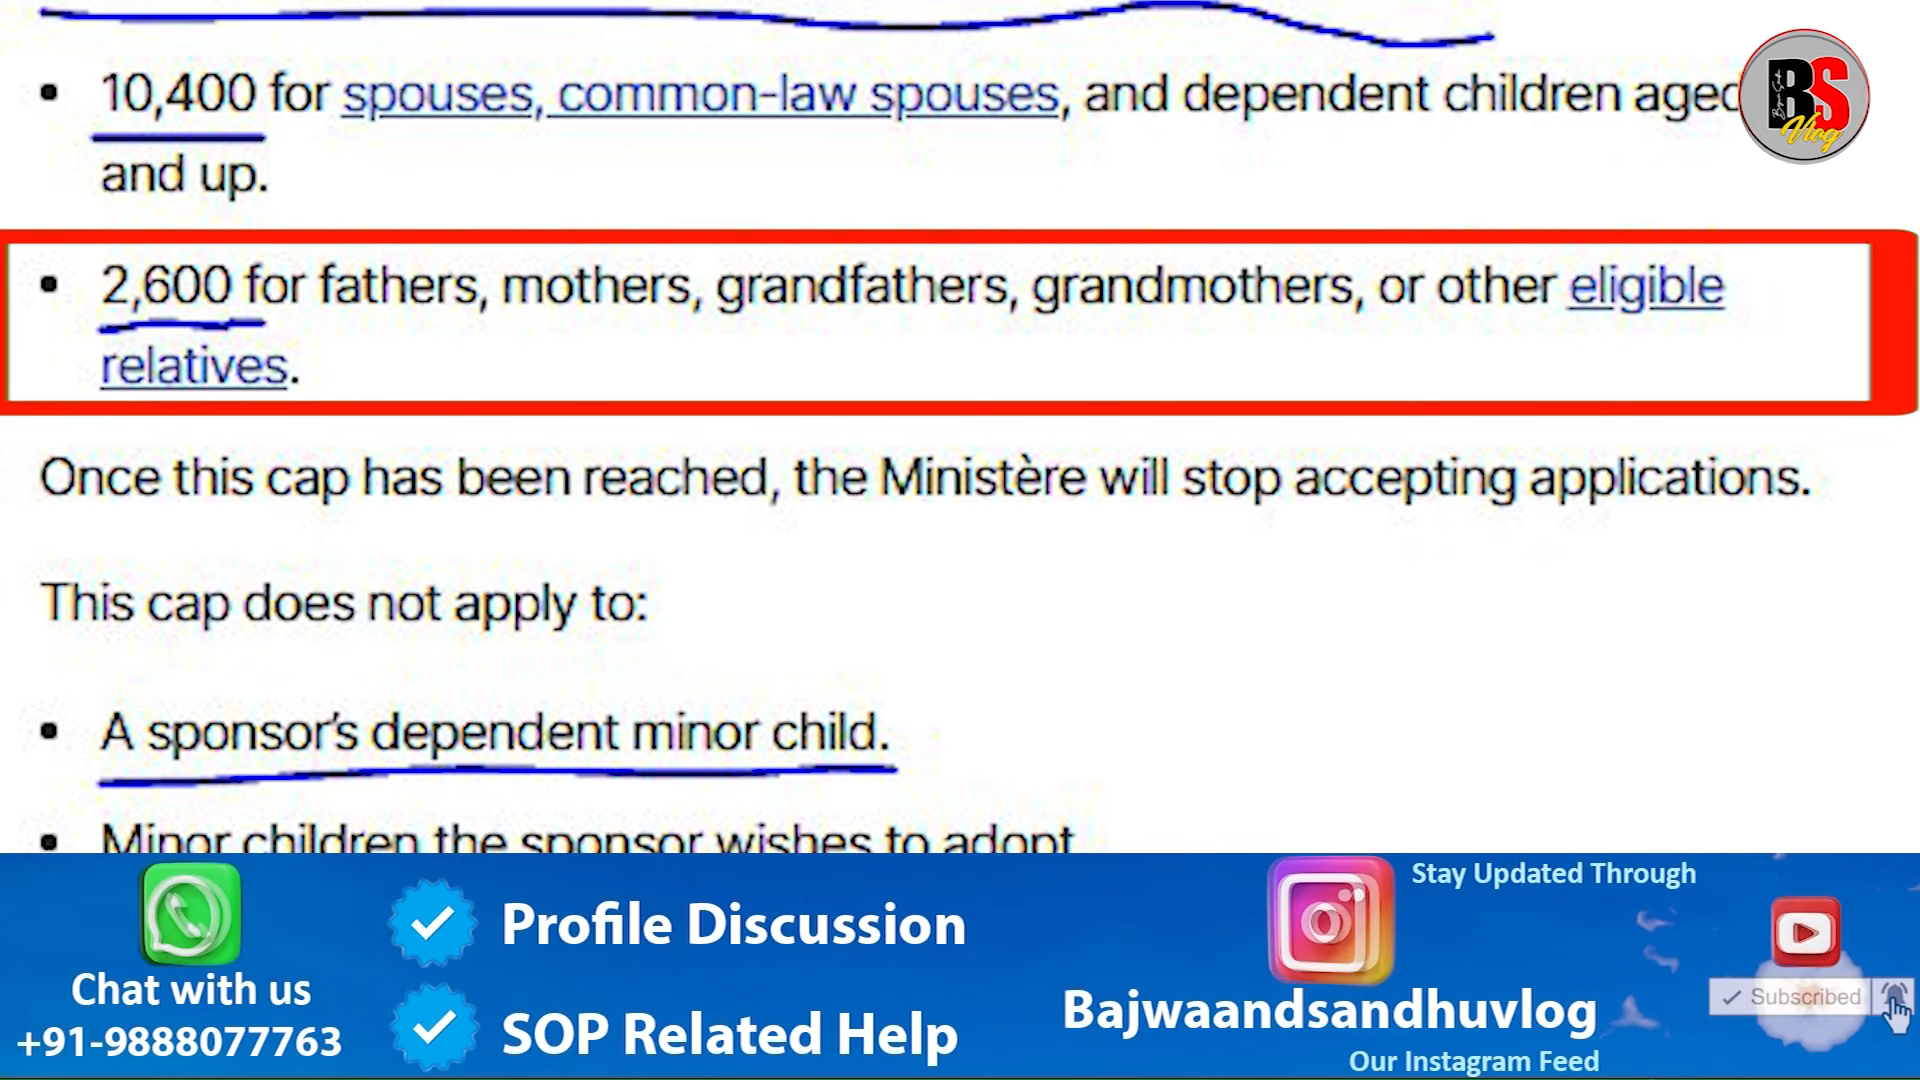 10,400 for spouses, common-law spouses, and dependent children aged
and up.
BS
Vlog
2,600 for fathers, mothers, grandfathers, grandmothers, or other eligible
relatives.
Once this cap has been reached, the Ministère will stop accepting applications.
This cap does not apply to:
A sponsor's dependent minor child.
Minor children the sponsor wishes to adopt
Chat with us
+91-9888077763
Profile Discussion
SOP Related Help
Stay Updated Through
Bajwaandsandhuvlog
Our Instagram Feed
Subscribed